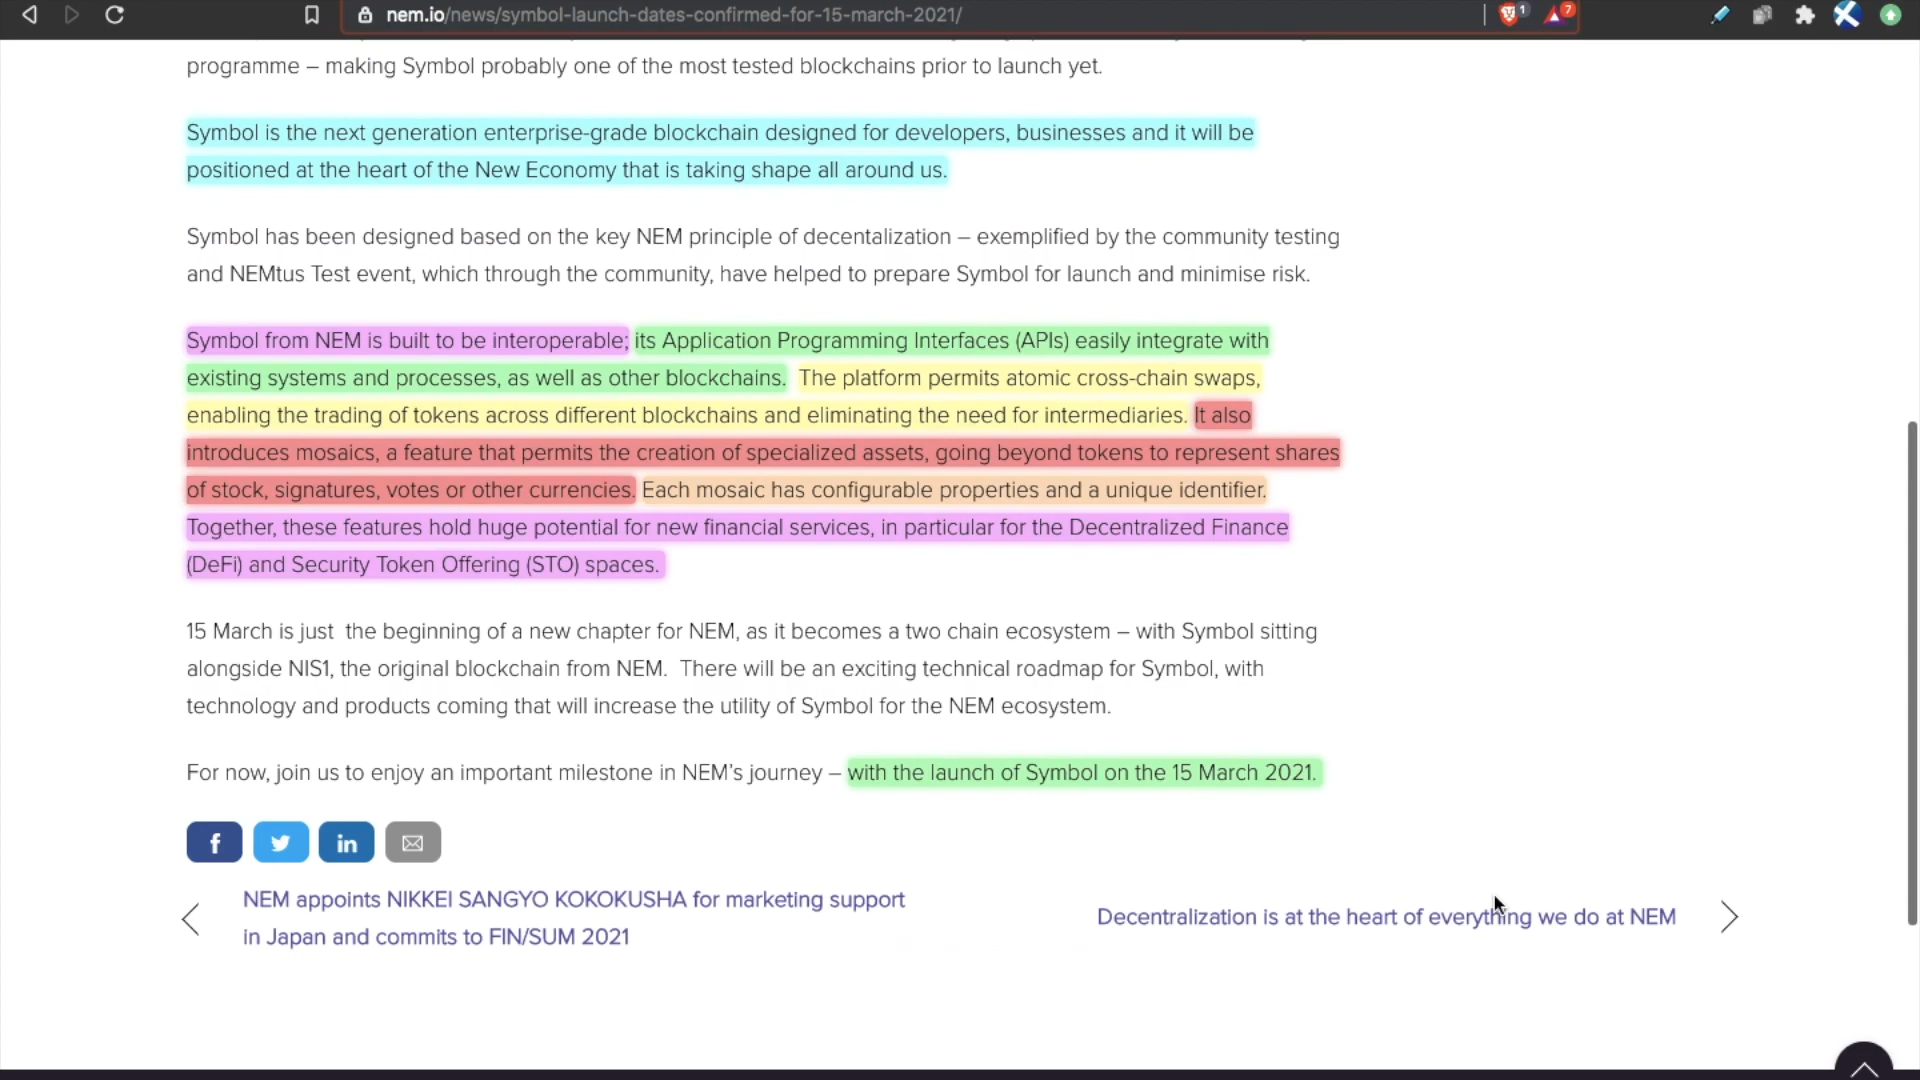 nem.io/news/symbol-launch-dates-confirmed-for-15-march-2021/
1
7
programme – making Symbol probably one of the most tested blockchains prior to launch yet.
Symbol is the next generation enterprise-grade blockchain designed for developers, businesses and it will be
positioned at the heart of the New Economy that is taking shape all around us.
Symbol has been designed based on the key NEM principle of decentalization – exemplified by the community testing
and NEMtus Test event, which through the community, have helped to prepare Symbol for launch and minimise risk.
Symbol from NEM is built to be interoperable; its Application Programming Interfaces (APIs) easily integrate with
existing systems and processes, as well as other blockchains. The platform permits atomic cross-chain swaps,
enabling the trading of tokens across different blockchains and eliminating the need for intermediaries. It also
introduces mosaics, a feature that permits the creation of specialized assets, going beyond tokens to represent shares
of stock, signatures, votes or other currencies. Each mosaic has configurable properties and a unique identifier.
Together, these features hold huge potential for new financial services, in particular for the Decentralized Finance
(DeFi) and Security Token Offering (STO) spaces.
15 March is just the beginning of a new chapter for NEM, as it becomes a two chain ecosystem – with Symbol sitting
alongside NIS1, the original blockchain from NEM. There will be an exciting technical roadmap for Symbol, with
technology and products coming that will increase the utility of Symbol for the NEM ecosystem.
For now, join us to enjoy an important milestone in NEM's journey – with the launch of Symbol on the 15 March 2021.
f
in
NEM appoints NIKKEI SANGYO KOKOKUSHA for marketing support
in Japan and commits to FIN/SUM 2021
Decentralization is at the heart of everything we do at NEM